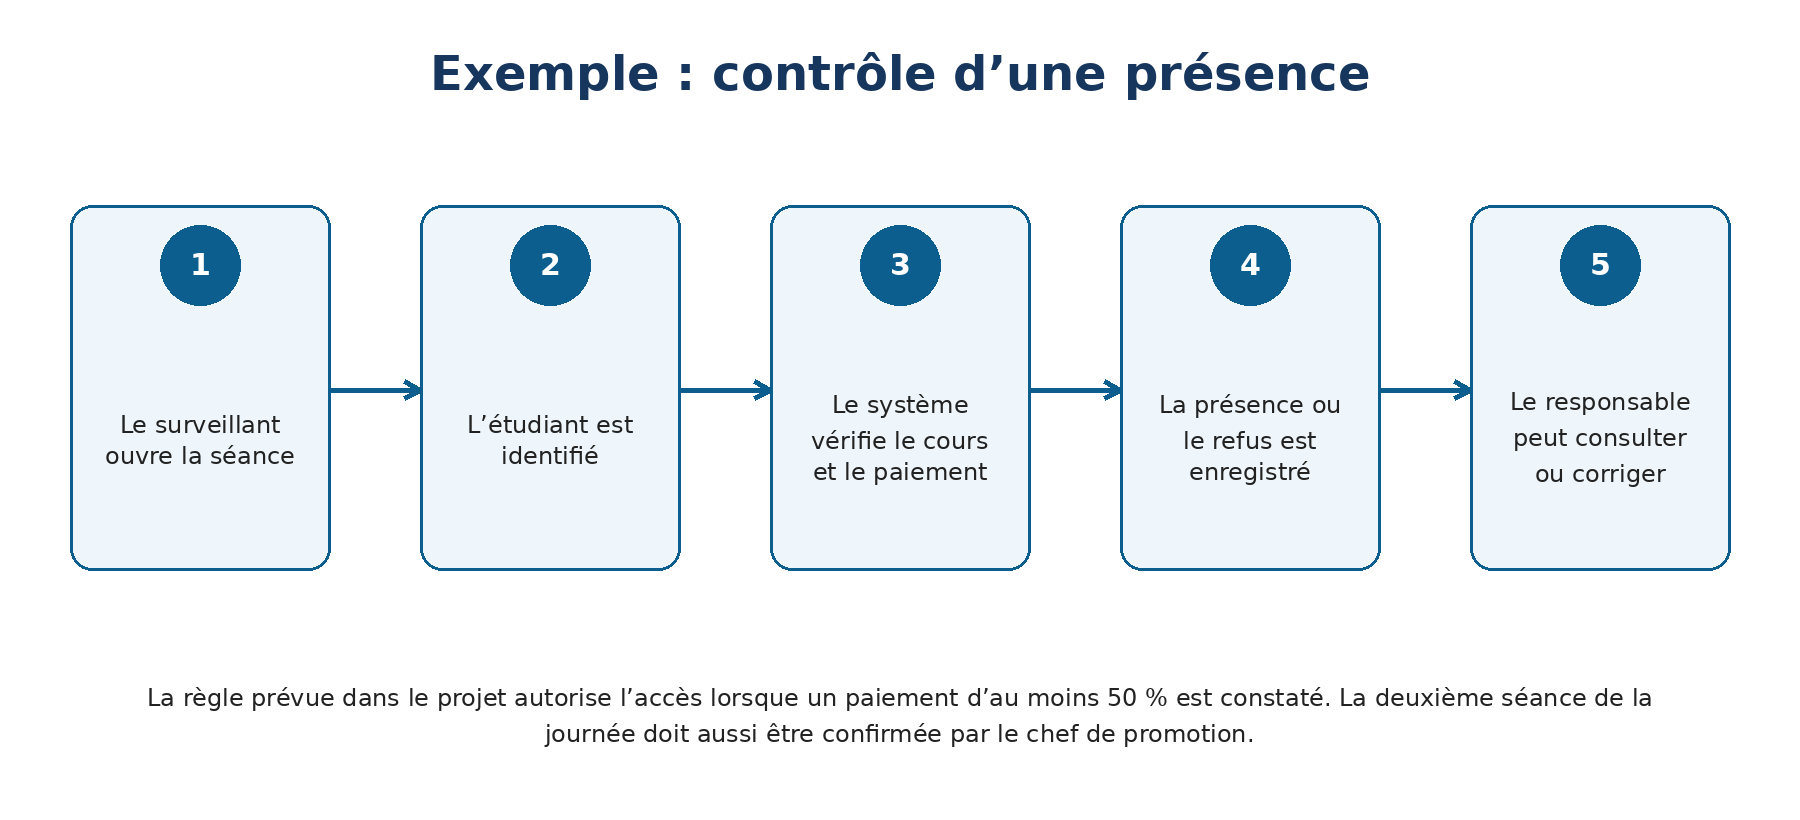 Exemple : contrôle d’une présence
1
Le surveillant
ouvre la séance
2
L’étudiant est
identifié
3
Le système
vérifie le cours
et le paiement
4
La présence ou
le refus est
enregistré
5
Le responsable
peut consulter
ou corriger
La règle prévue dans le projet autorise l’accès lorsque un paiement d’au moins 50 % est constaté. La deuxième séance de la
journée doit aussi être confirmée par le chef de promotion.